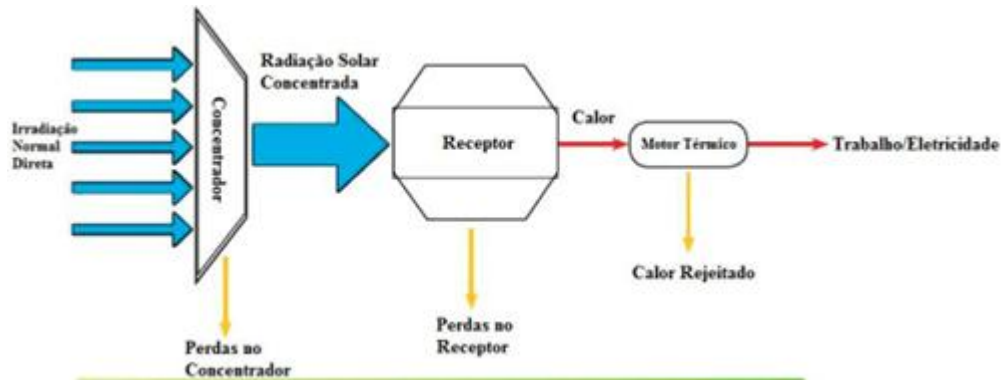 Irradiação
Normal
Direta
Concentrador
Radiação Solar
Concentrada
Receptor
Calor
Motor Térmico
Trabalho/Eletricidade
Calor Rejeitado
Perdas no
Receptor
Perdas no
Concentrador